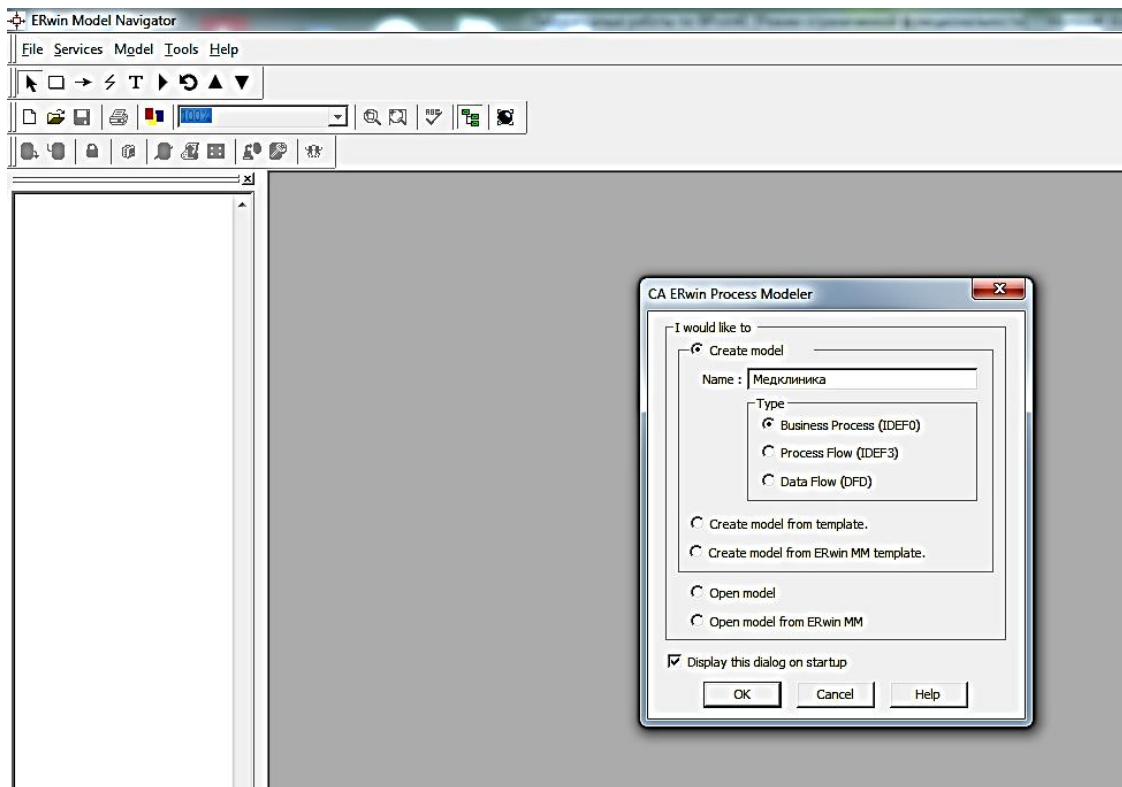 ERwin Model Navigator
File Services Model Tools Help
T
100%
CA ERwin Process Modeler
I would like to
Create model
Name : Медклиника
Type
Business Process (IDEF0)
Process Flow (IDEF3)
Data Flow (DFD)
Create model from template.
Create model from ERwin MM template.
Open model
Open model from ERwin MM
Display this dialog on startup
OK Cancel Help